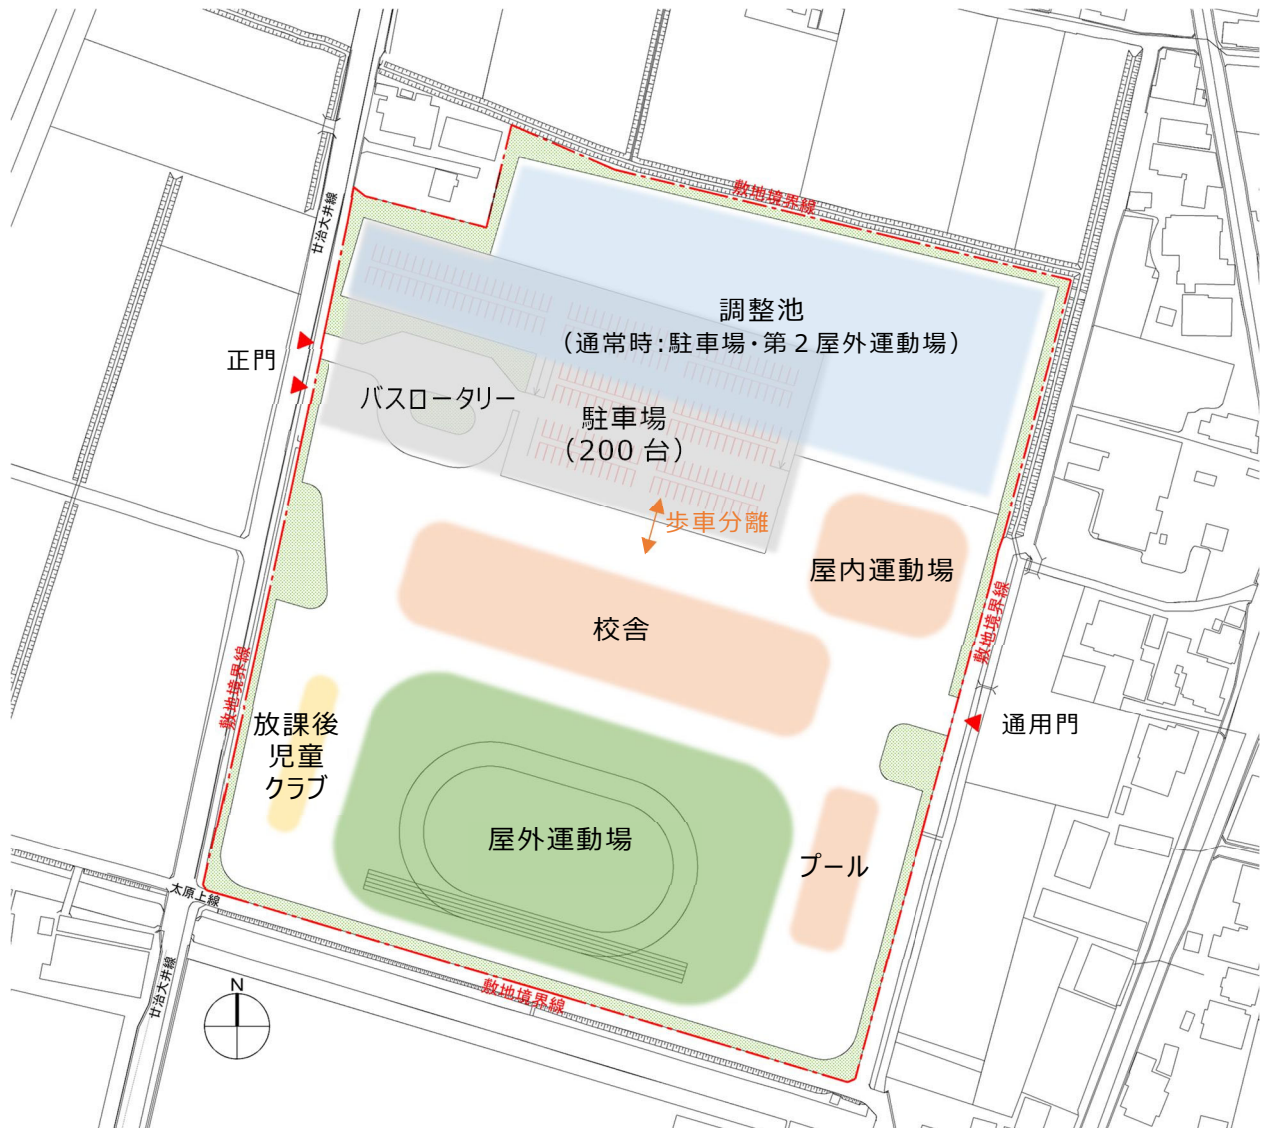 敷地境界線
廿治大井線
調整池
（通常時：駐車場・第２屋外運動場）
正門
バスロータリー
駐車場
（200 台）
歩車分離
屋内運動場
敷地境界線
校舎
敷地境界線
放課後
児童
クラブ
通用門
屋外運動場
プール
太原上線
廿治大井線
敷地境界線
N